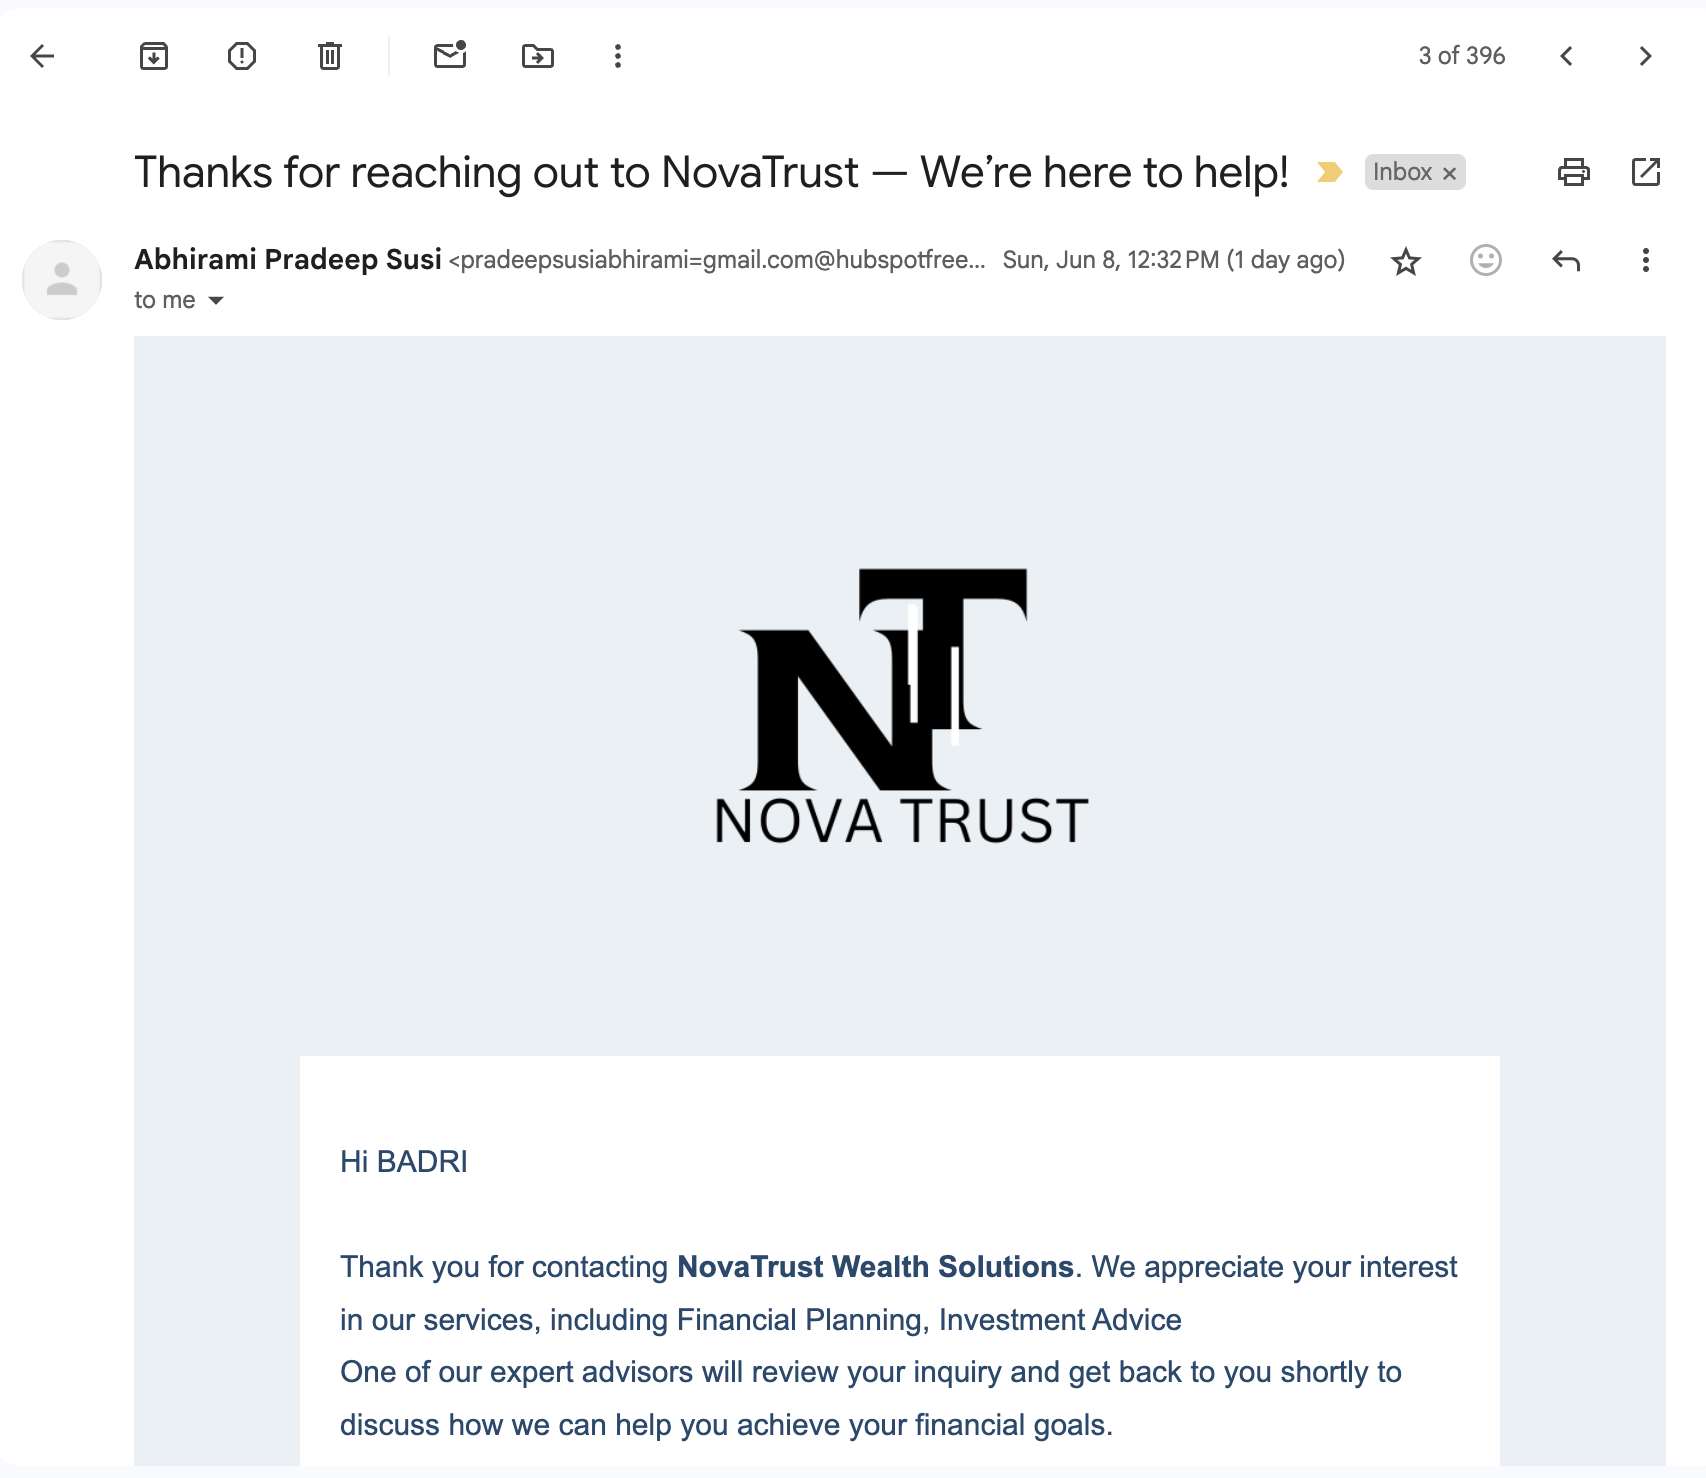 3 of 396
Thanks for reaching out to NovaTrust — We’re here to help! Inbox ×
Abhirami Pradeep Susi <pradeepsusiabhirami=gmail.com@hubspotfree... Sun, Jun 8, 12:32 PM (1 day ago)
to me
NT
NOVA TRUST
Hi BADRI
Thank you for contacting NovaTrust Wealth Solutions. We appreciate your interest
in our services, including Financial Planning, Investment Advice
One of our expert advisors will review your inquiry and get back to you shortly to
discuss how we can help you achieve your financial goals.